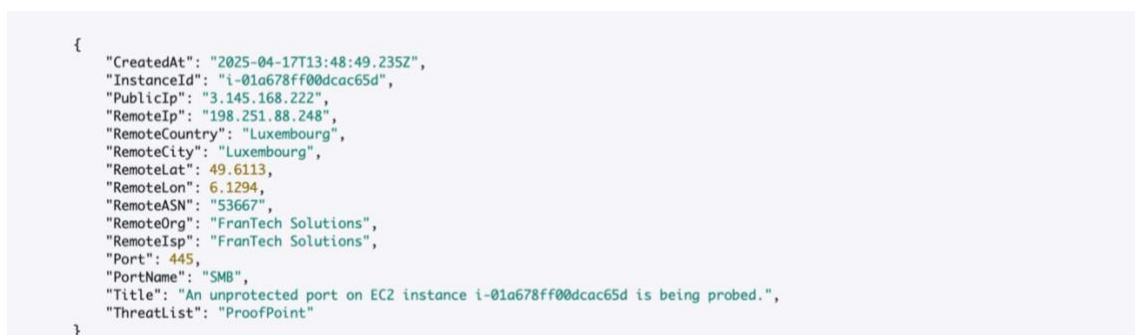 {
"CreatedAt": "2025-04-17T13:48:49.235Z",
"InstanceId": "i-01a678ff00dcac65d",
"PublicIp": "3.145.168.222",
"RemoteIp": "198.251.88.248",
"RemoteCountry": "Luxembourg",
"RemoteCity": "Luxembourg",
"RemoteLat": 49.6113,
"RemoteLon": 6.1294,
"RemoteASN": "53667",
"RemoteOrg": "FranTech Solutions",
"RemoteIsp": "FranTech Solutions",
"Port": 445,
"PortName": "SMB",
"Title": "An unprotected port on EC2 instance i-01a678ff00dcac65d is being probed.",
"ThreatList": "ProofPoint"
}